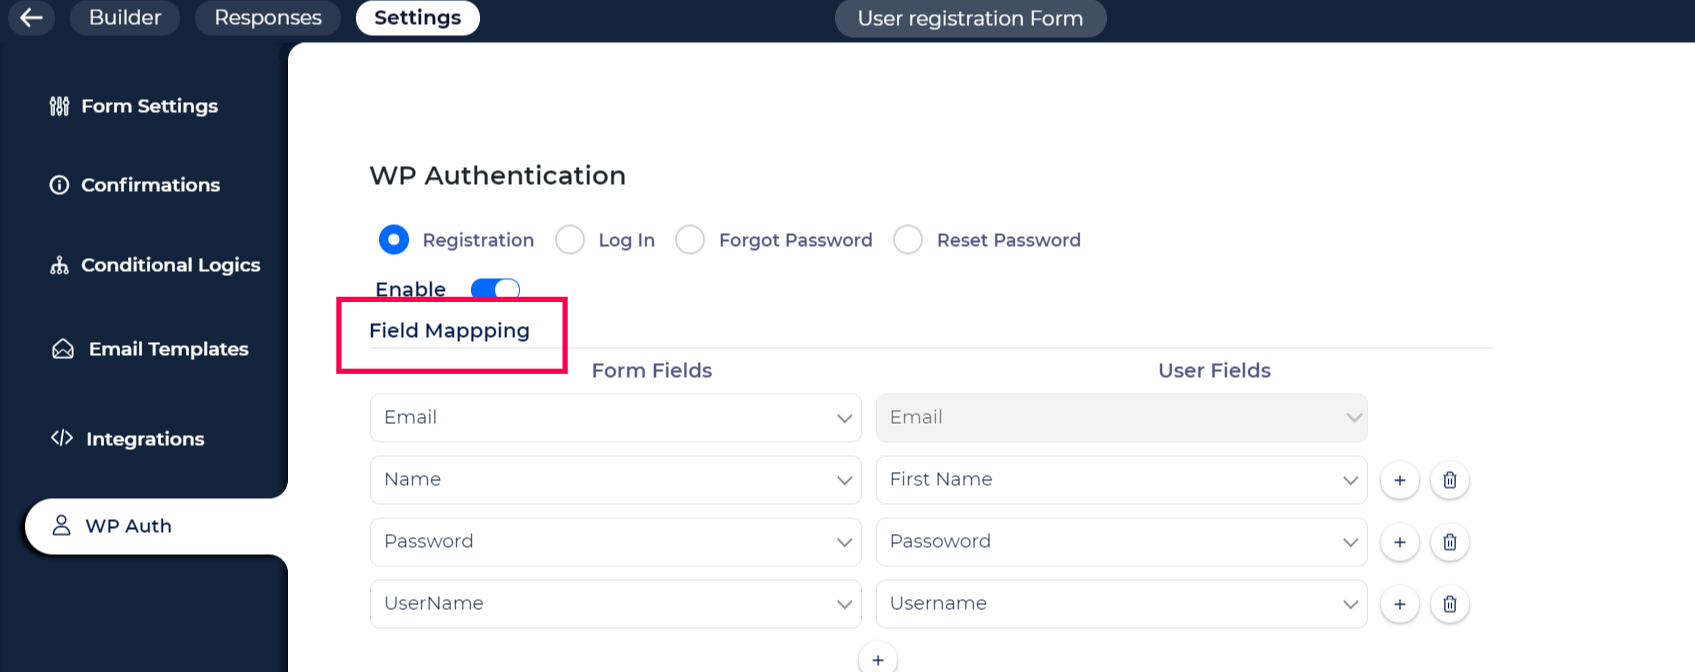 Builder Responses Settings User registration Form
Form Settings
Confirmations
Conditional Logics
Email Templates
Integrations
WP Auth
WP Authentication
Registration Log In Forgot Password Reset Password
Enable
Field Mappping
Form Fields User Fields
Email Email
Name First Name
Password Passoword
UserName Username